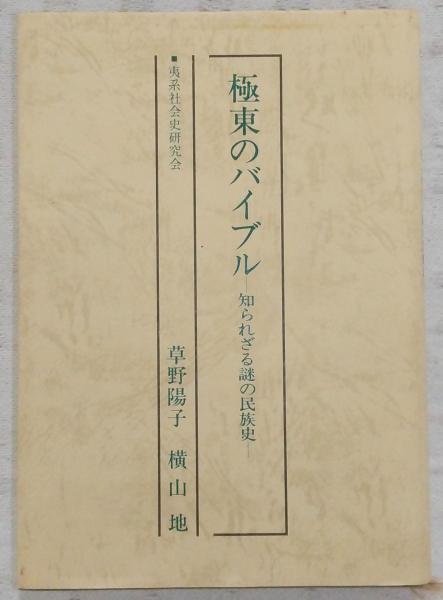 極東のバイブル―知られざる謎の民族史―
■夷系社会史研究会
草野陽子 横山地